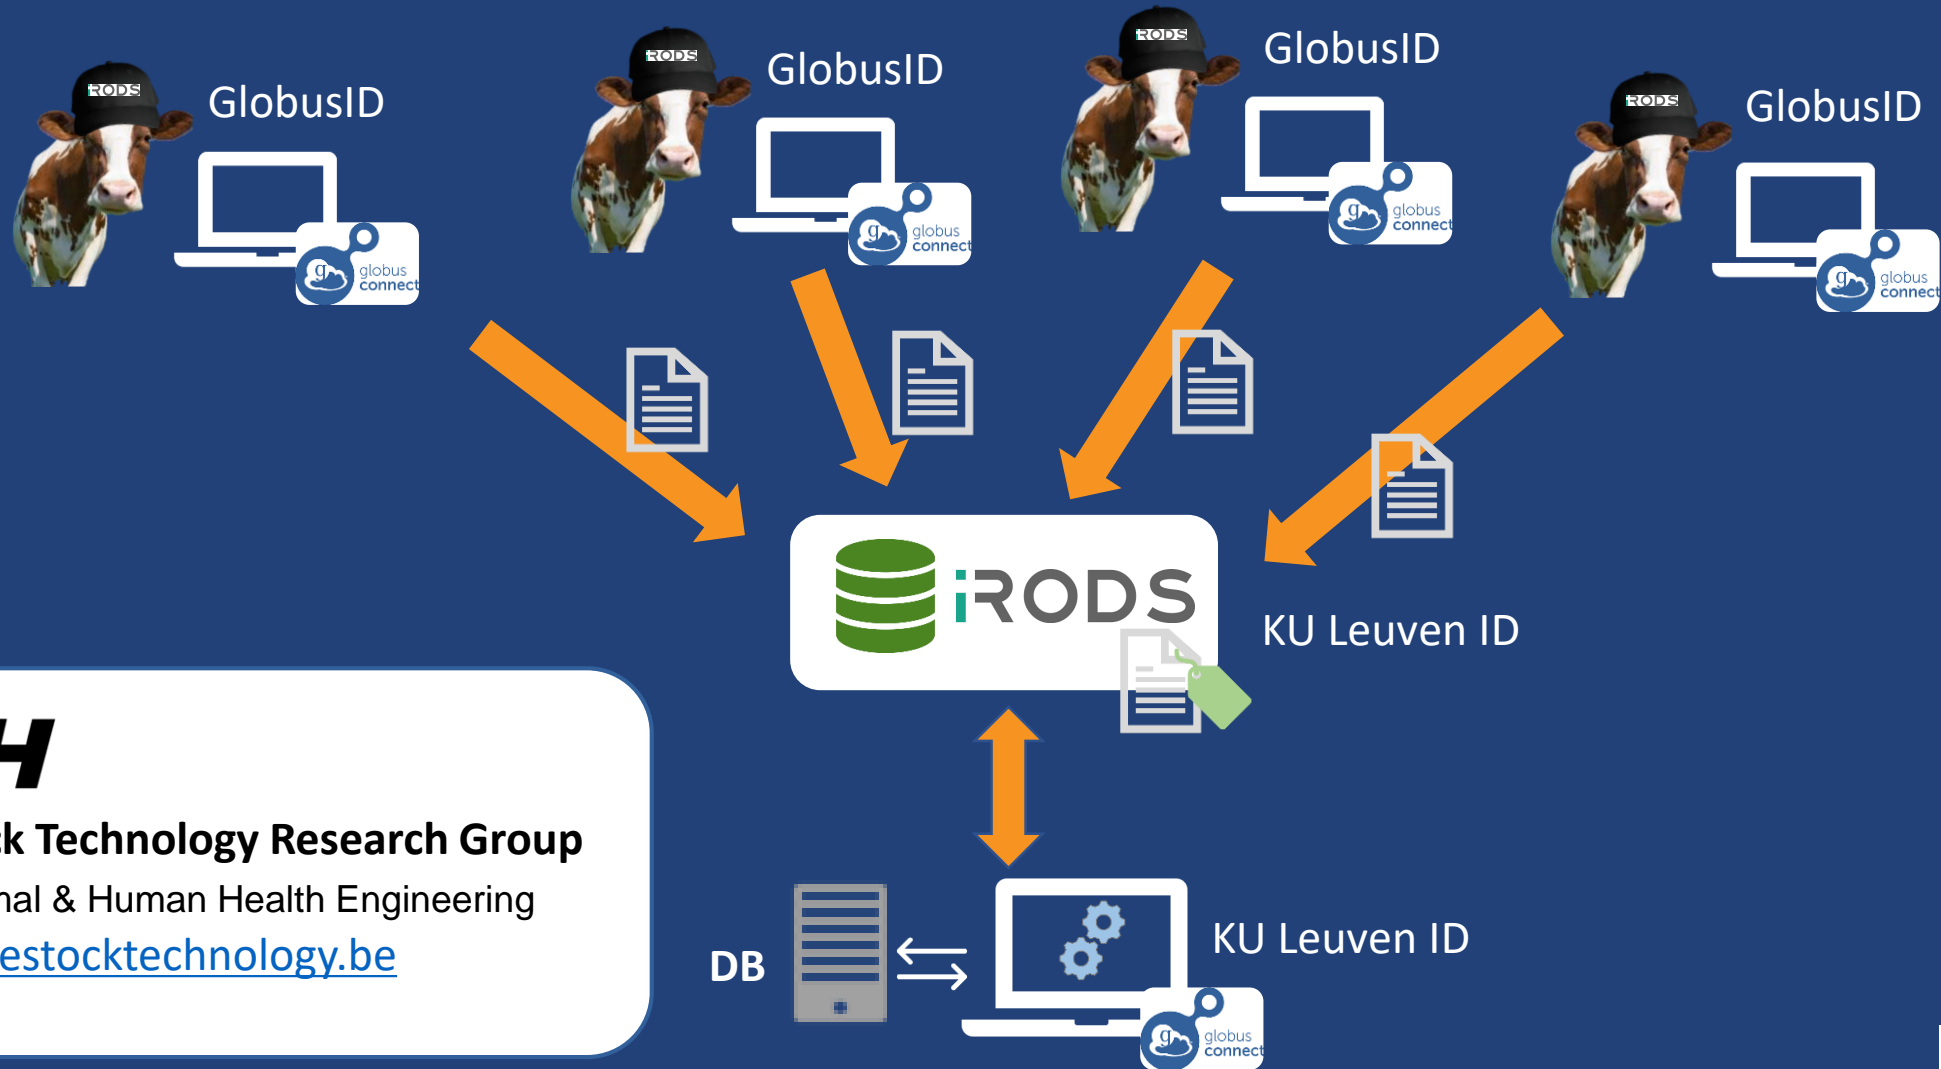 GlobusID
iRODS
globus
connect
GlobusID
iRODS
globus
connect
GlobusID
iRODS
globus
connect
GlobusID
iRODS
globus
connect
iRODS
KU Leuven ID
H
ck Technology Research Group
nal & Human Health Engineering
estocktechnology.be
DB
KU Leuven ID
globus
connect